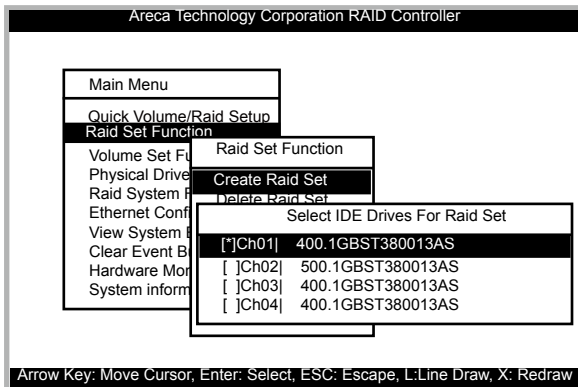 Areca Technology Corporation RAID Controller
Main Menu
Quick Volume/Raid Setup
Raid Set Function
Volume Set Fu
Physical Drive
Raid System F
Ethernet Confi
View System E
Clear Event B
Hardware Mor
System inform
Raid Set Function
Create Raid Set
Delete Raid Set
Select IDE Drives For Raid Set
[*]Ch01| 400.1GBST380013AS
[ ]Ch02| 500.1GBST380013AS
[ ]Ch03| 400.1GBST380013AS
[ ]Ch04| 400.1GBST380013AS
Arrow Key: Move Cursor, Enter: Select, ESC: Escape, L:Line Draw, X: Redraw